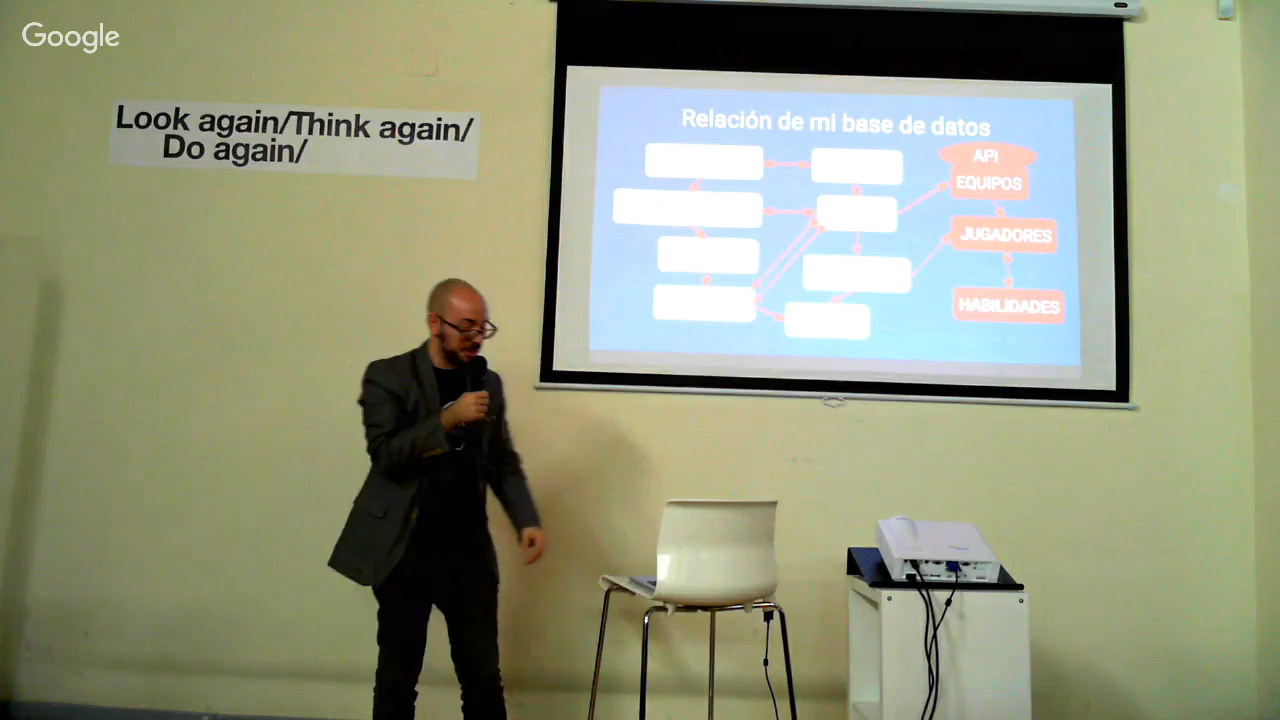 Google
Look again/Think again/
Do again/
Relación de mi base de datos
API
EQUIPOS
JUGADORES
HABILIDADES